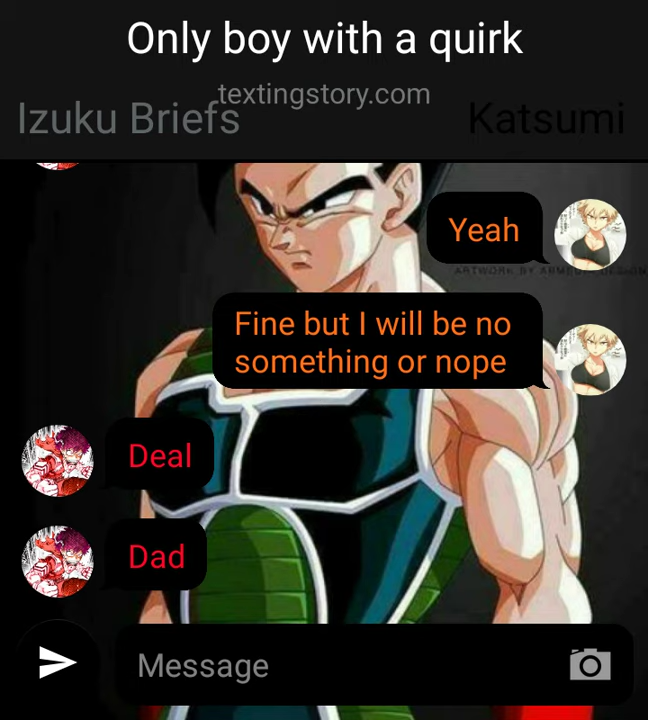 Only boy with a quirk
textingstory.com
Izuku Briefs
Katsumi
Yeah
Fine but I will be no
something or nope
Deal
Dad
Message